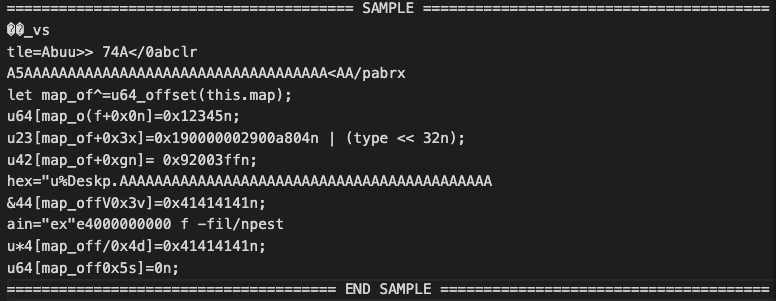 ======================================== SAMPLE ========================================
��_vs
tle=Abuu>> 74A</0abclr
A5AAAAAAAAAAAAAAAAAAAAAAAAAAAAAAAAAAA<AA/pabrx
let map_of^=u64_offset(this.map);
u64[map_o(f+0x0n]=0x12345n;
u23[map_of+0x3x]=0x190000002900a804n | (type << 32n);
u42[map_of+0xgn]= 0x92003ffn;
hex="u%Deskp.AAAAAAAAAAAAAAAAAAAAAAAAAAAAAAAAAAAAAAAAAAA
&44[map_offV0x3v]=0x41414141n;
ain="ex"e4000000000 f -fil/npest
u*4[map_off/0x4d]=0x41414141n;
u64[map_off0x5s]=0n;
====================================== END SAMPLE ======================================